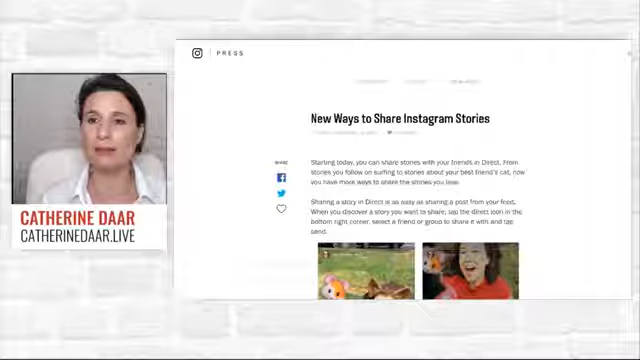 PRESS
New Ways to Share Instagram Stories
SHARE
Starting today, you can share stories with your friends in Direct. From
stories you follow on surfing to stories about your best friend's cat, now
you have more ways to share the stories you love.
Sharing a story in Direct is as easy as sharing a post from your feed.
When you discover a story you want to share, tap the direct icon in the
bottom right corner, select a friend or group to share it with and tap
send.
CATHERINE DAAR
CATHERINEDAAR.LIVE